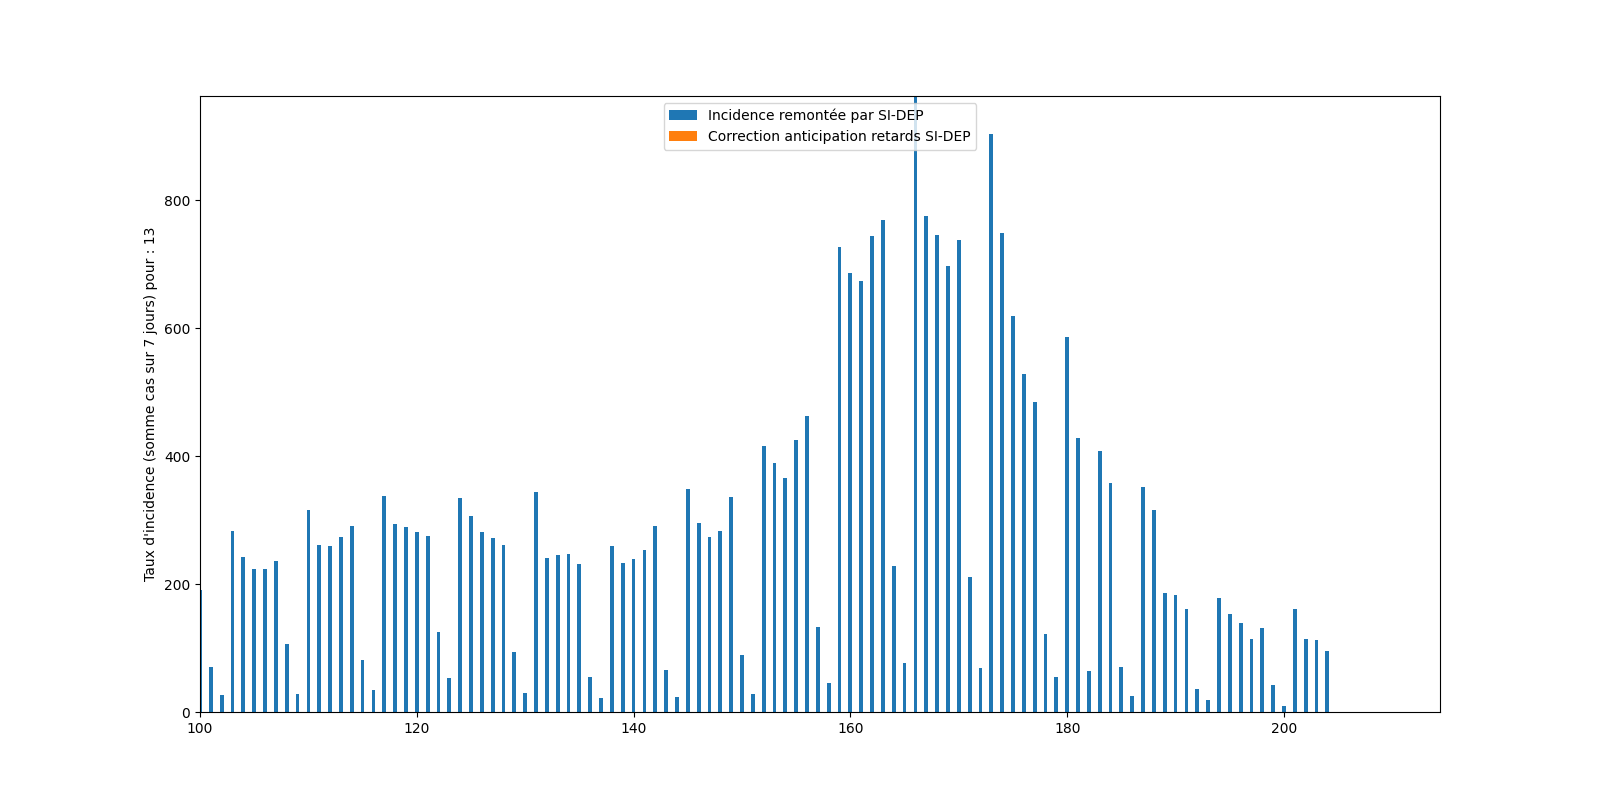 Incidence remontée par SI-DEP
Correction anticipation retards SI-DEP
Taux d'incidence (somme cas sur 7 jours) pour : 13
800
600
400
200
0
100 120 140 160 180 200